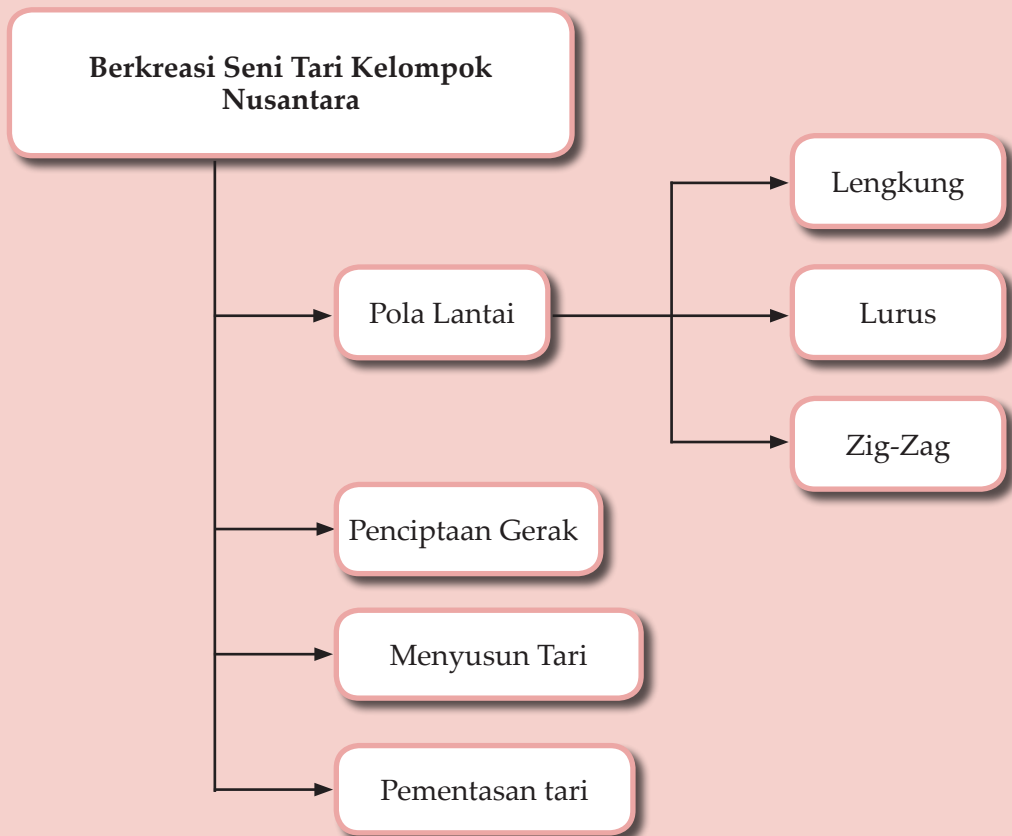 Berkreasi Seni Tari Kelompok
Nusantara
Pola Lantai
Lengkung
Lurus
Zig-Zag
Penciptaan Gerak
Menyusun Tari
Pementasan tari